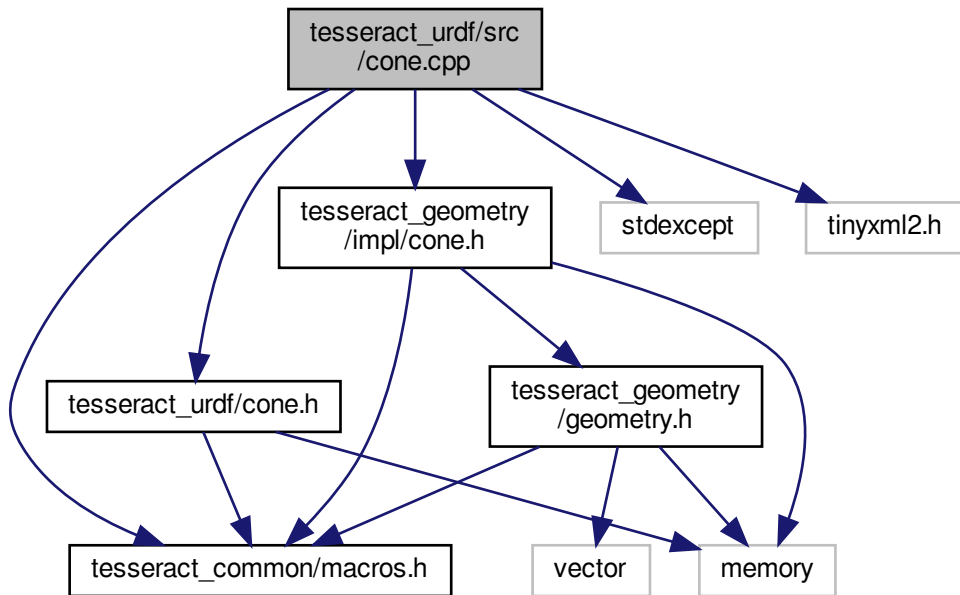 tesseract_urdf/src
/cone.cpp
tesseract_geometry
/impl/cone.h
stdexcept
tinyxml2.h
tesseract_urdf/cone.h
tesseract_geometry
/geometry.h
tesseract_common/macros.h
vector
memory